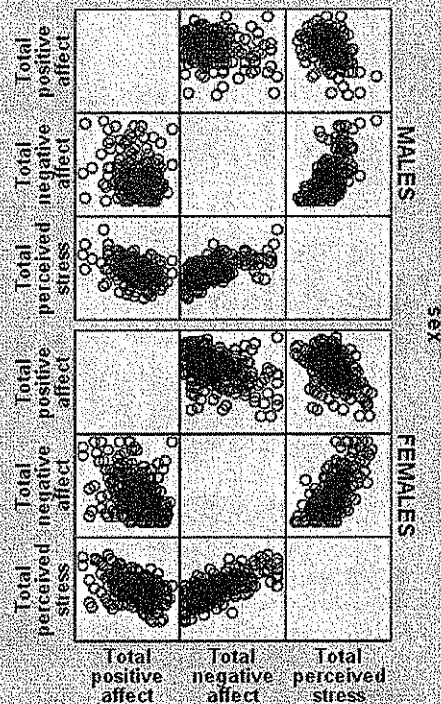 Total
positive
affect
Total
negative
affect
Total
perceived
stress
MALES
Total
positive
affect
Total
negative
affect
Total
perceived
stress
FEMALES
sex
Total
positive
affect
Total
negative
affect
Total
perceived
stress